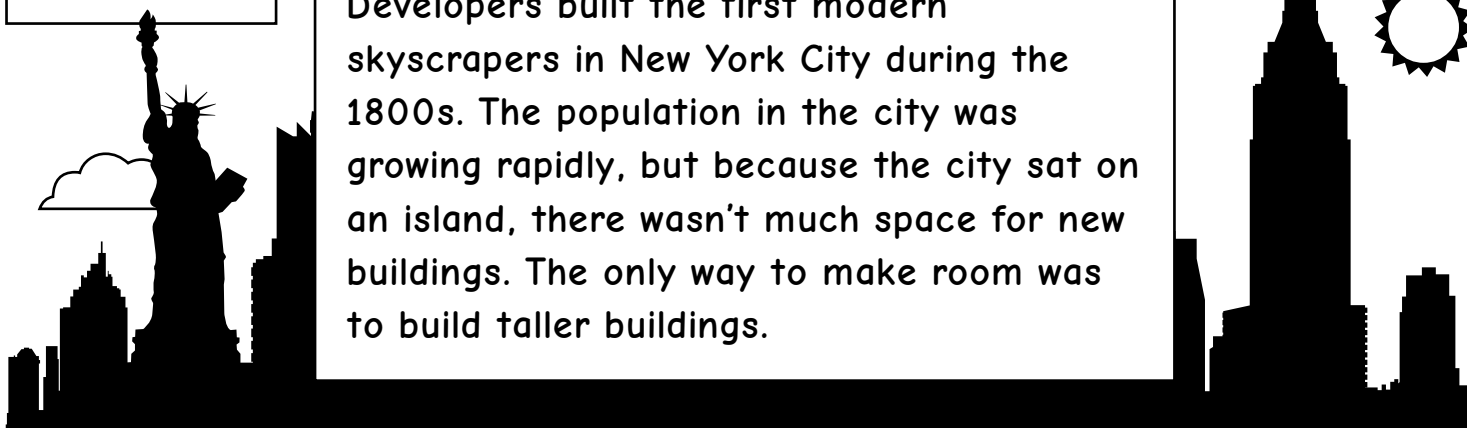 Developers built the first modern
skyscrapers in New York City during the
1800s. The population in the city was
growing rapidly, but because the city sat on
an island, there wasn't much space for new
buildings. The only way to make room was
to build taller buildings.